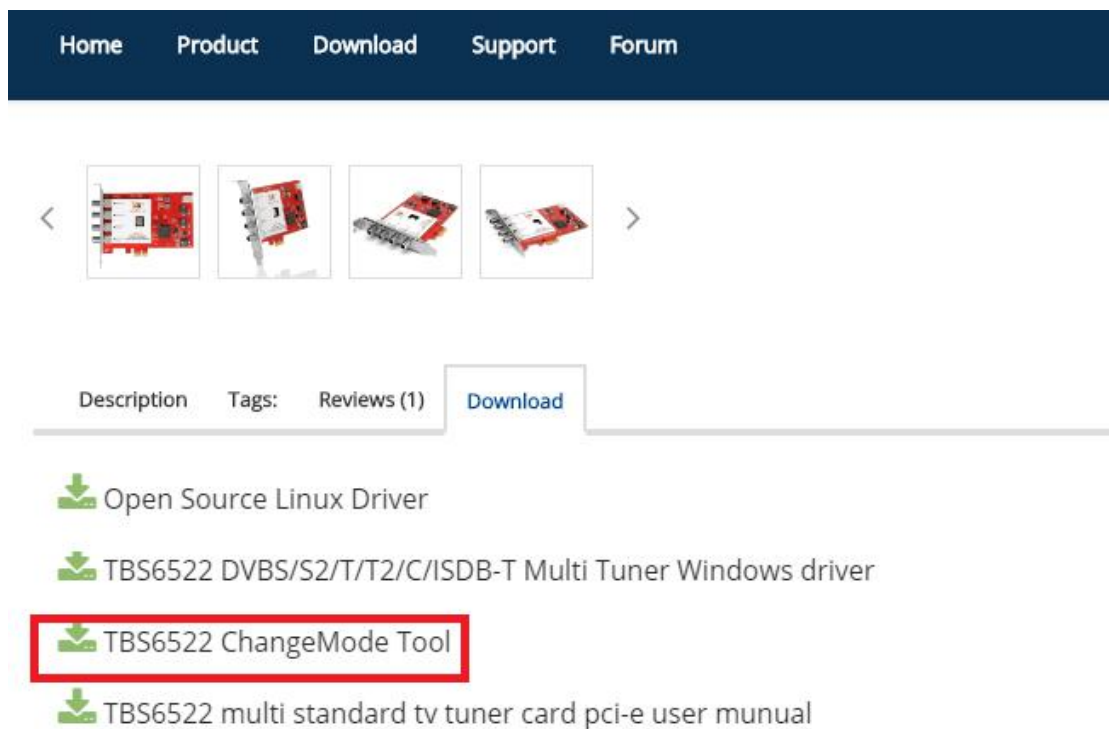 Home Product Download Support Forum
Description Tags: Reviews (1) Download
Open Source Linux Driver
TBS6522 DVBS/S2/T/T2/C/ISDB-T Multi Tuner Windows driver
TBS6522 ChangeMode Tool
TBS6522 multi standard tv tuner card pci-e user munual